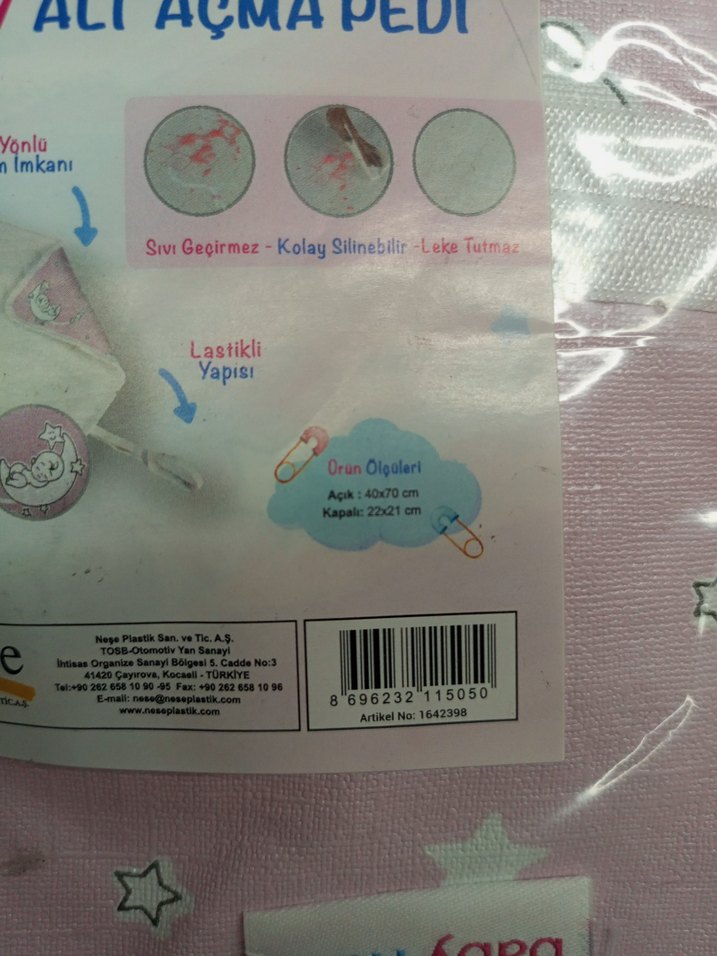 ALT AÇMA PEDİ
Yönlü
m İmkanı
Sıvı Geçirmez - Kolay Silinebilir -Leke Tutmaz
Lastikli
Yapısı
Ürün Ölçüleri
Açık : 40x70 cm
Kapalı: 22x21 cm
e
TİC.A.Ş.
Neşe Plastik San. ve Tic. A.Ş.
TOSB-Otomotiv Yan Sanayi
İhtisas Organize Sanayi Bölgesi 5. Cadde No:3
41420 Çayırova, Kocaeli - TÜRKİYE
Tel:+90 262 658 10 90 -95 Fax: +90 262 658 10 96
E-mail: nese@neseplastik.com
www.neseplastik.com
8 696232 115050
Artikel No: 1642398
baby